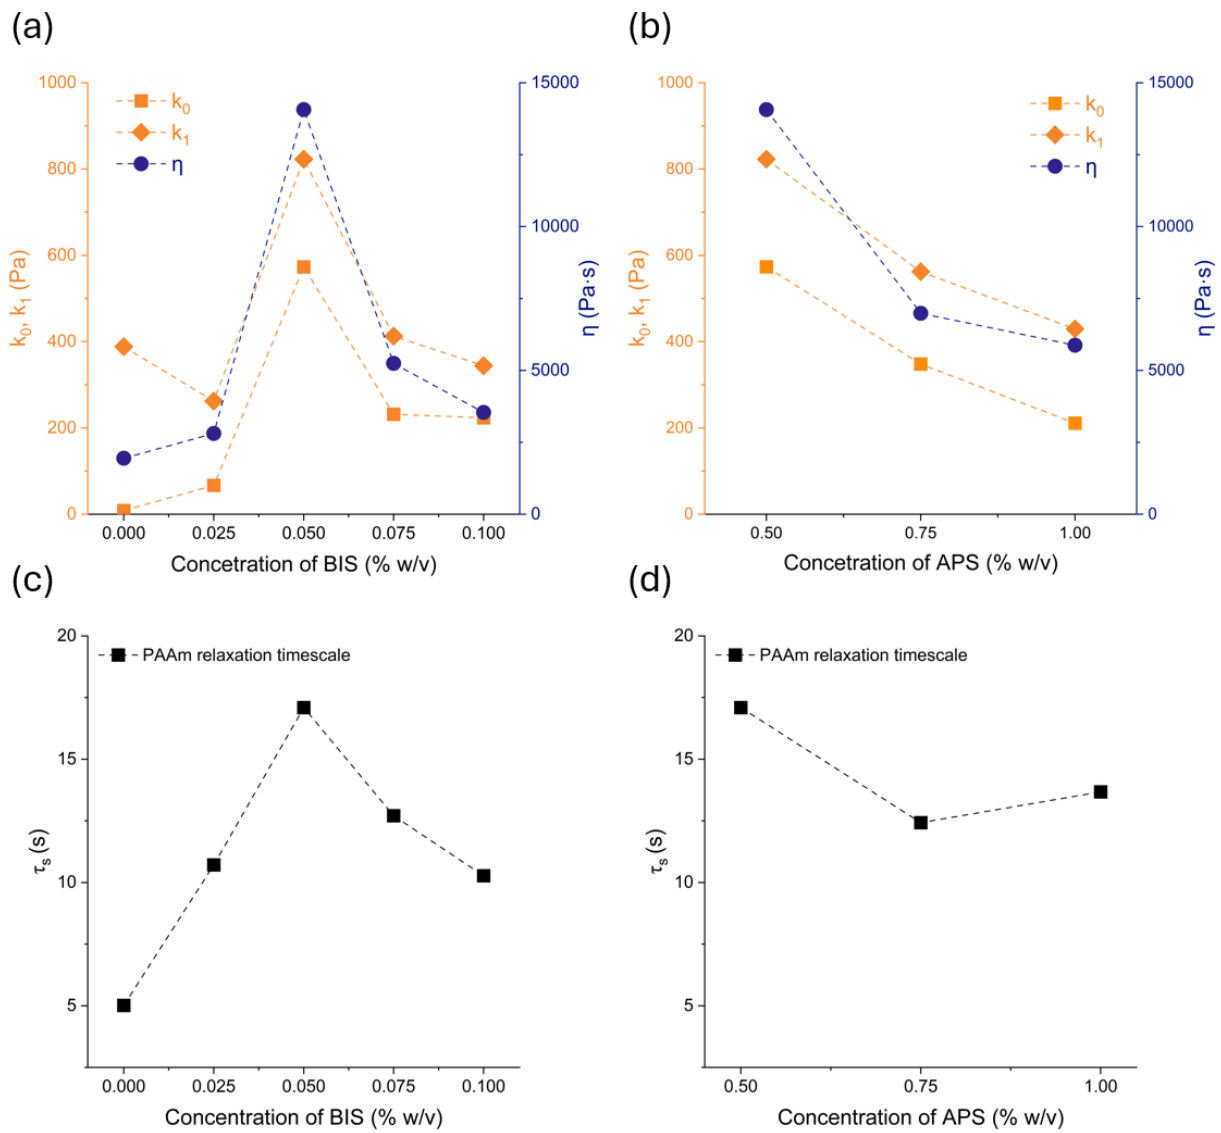 (a)
(b)
1000
800
600
400
200
0
k₀, k₁ (Pa)
k₀
k₁
η
15000
10000
5000
0
η (Pa·s)
0.000 0.025 0.050 0.075 0.100
Concetration of BIS (% w/v)
1000
800
600
400
200
0
k₀, k₁ (Pa)
k₀
k₁
η
15000
10000
5000
0
η (Pa·s)
0.50 0.75 1.00
Concetration of APS (% w/v)
(c)
(d)
20
15
10
5
τₛ (s)
PAAm relaxation timescale
0.000 0.025 0.050 0.075 0.100
Concentration of BIS (% w/v)
20
15
10
5
τₛ (s)
PAAm relaxation timescale
0.50 0.75 1.00
Concentration of APS (% w/v)